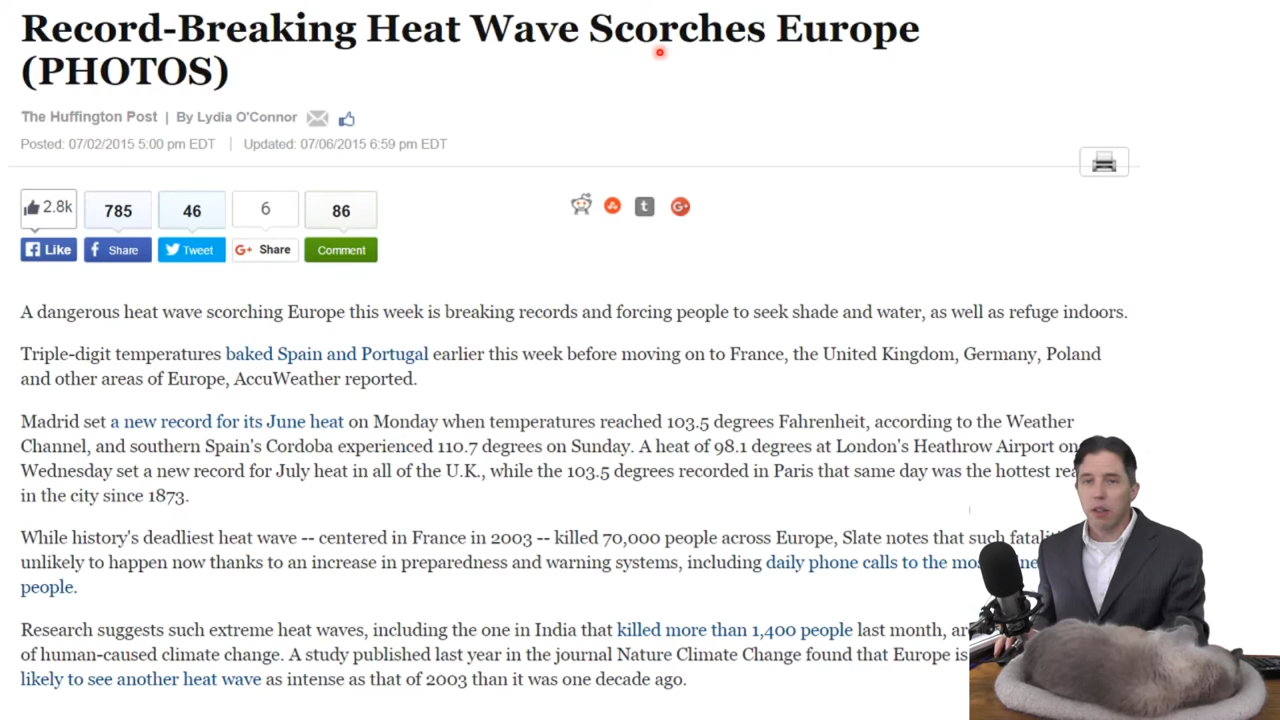 Record-Breaking Heat Wave Scorches Europe
(PHOTOS)
The Huffington Post | By Lydia O'Connor
Posted: 07/02/2015 5:00 pm EDT | Updated: 07/06/2015 6:59 pm EDT
2.8k 785 46 6 86
Like Share Tweet G+ Share Comment
t G+
A dangerous heat wave scorching Europe this week is breaking records and forcing people to seek shade and water, as well as refuge indoors.
Triple-digit temperatures baked Spain and Portugal earlier this week before moving on to France, the United Kingdom, Germany, Poland
and other areas of Europe, AccuWeather reported.
Madrid set a new record for its June heat on Monday when temperatures reached 103.5 degrees Fahrenheit, according to the Weather
Channel, and southern Spain's Cordoba experienced 110.7 degrees on Sunday. A heat of 98.1 degrees at London's Heathrow Airport on
Wednesday set a new record for July heat in all of the U.K., while the 103.5 degrees recorded in Paris that same day was the hottest
in the city since 1873.
While history's deadliest heat wave -- centered in France in 2003 -- killed 70,000 people across Europe, Slate notes that such
unlikely to happen now thanks to an increase in preparedness and warning systems, including daily phone calls to the
people.
Research suggests such extreme heat waves, including the one in India that killed more than 1,400 people last month,
of human-caused climate change. A study published last year in the journal Nature Climate Change found that Europe is
likely to see another heat wave as intense as that of 2003 than it was one decade ago.